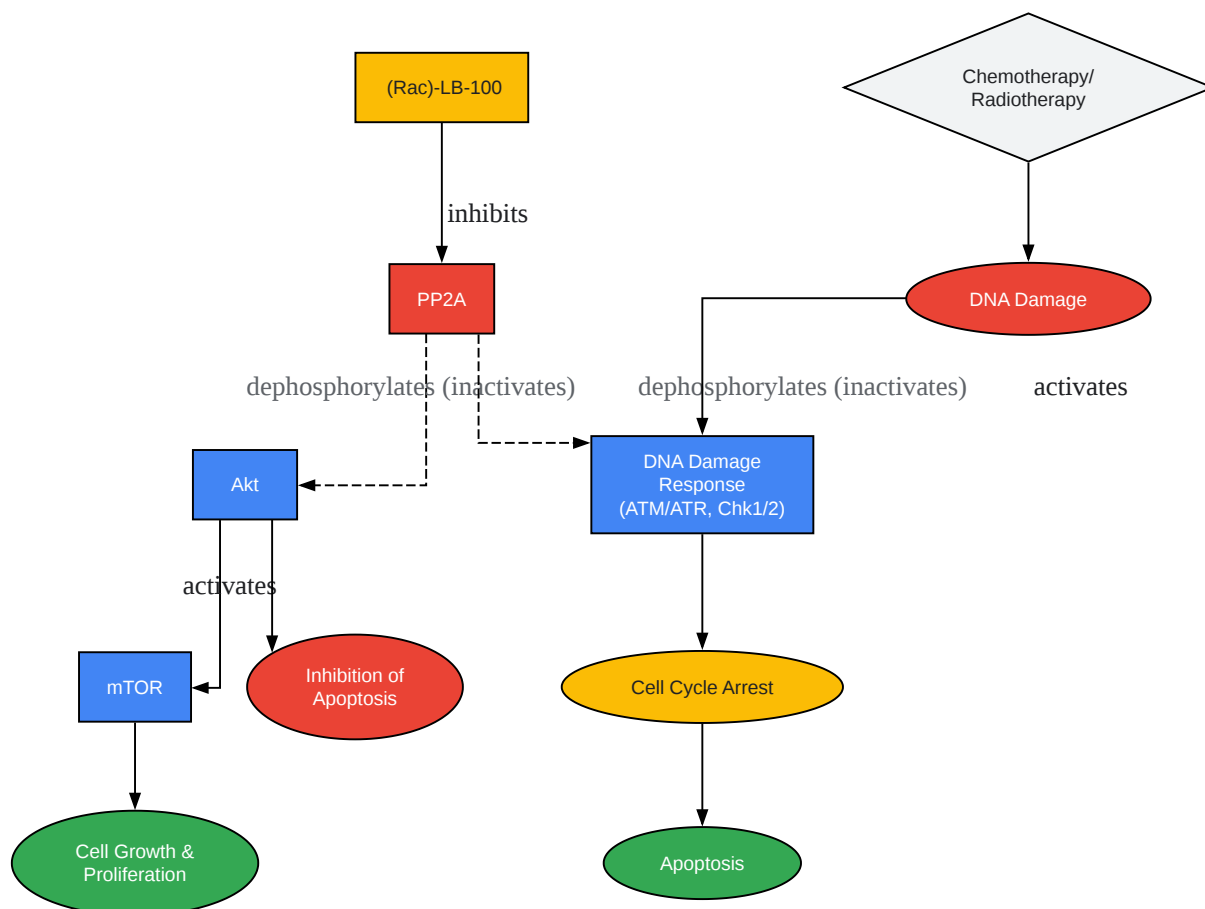 (Rac)-LB-100
Chemotherapy/
Radiotherapy
inhibits
PP2A
DNA Damage
dephosphorylates (inactivates)
dephosphorylates (inactivates)
activates
Akt
DNA Damage
Response
(ATM/ATR, Chk1/2)
activates
mTOR
Inhibition of
Apoptosis
Cell Cycle Arrest
Cell Growth &
Proliferation
Apoptosis